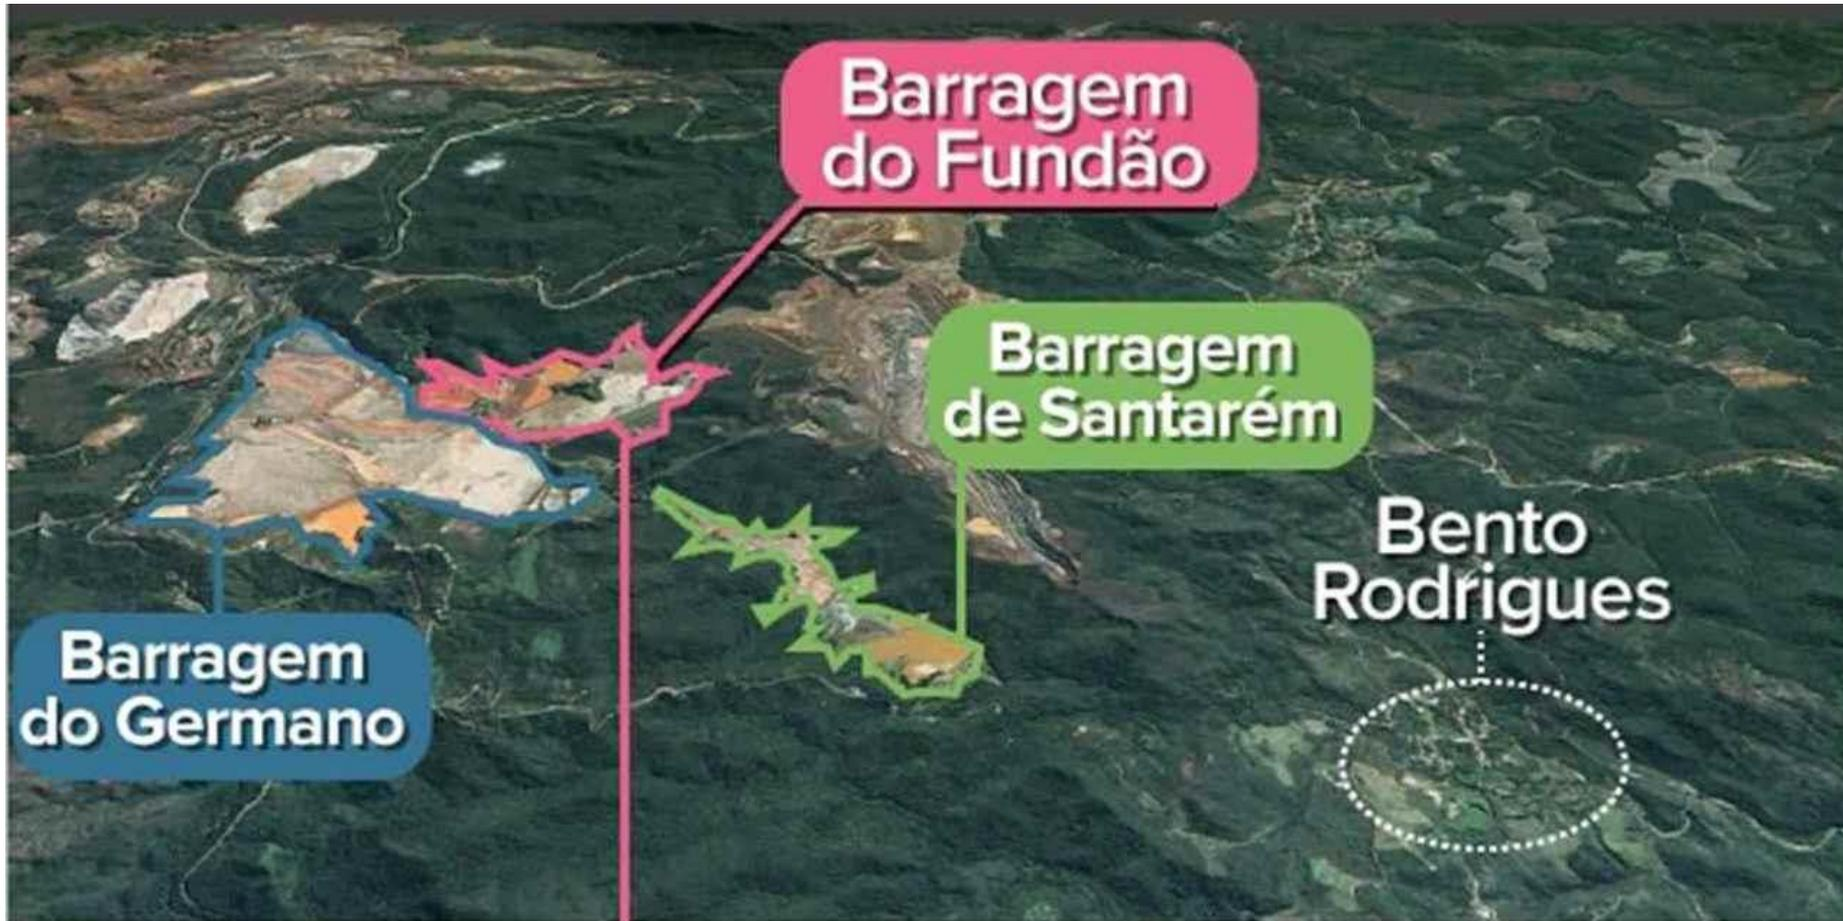 Barragem
do Fundão
Barragem
de Santarém
Bento
Rodrigues
Barragem
do Germano